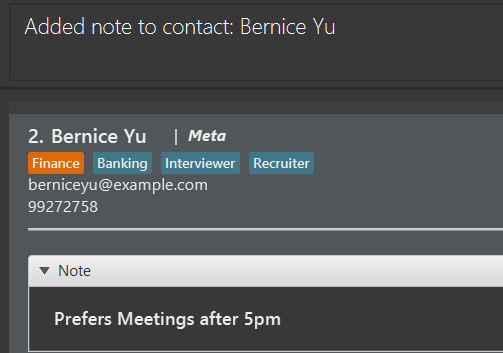 Added note to contact: Bernice Yu
2. Bernice Yu | Meta
Finance Banking Interviewer Recruiter
berniceyu@example.com
99272758
Note
Prefers Meetings after 5pm